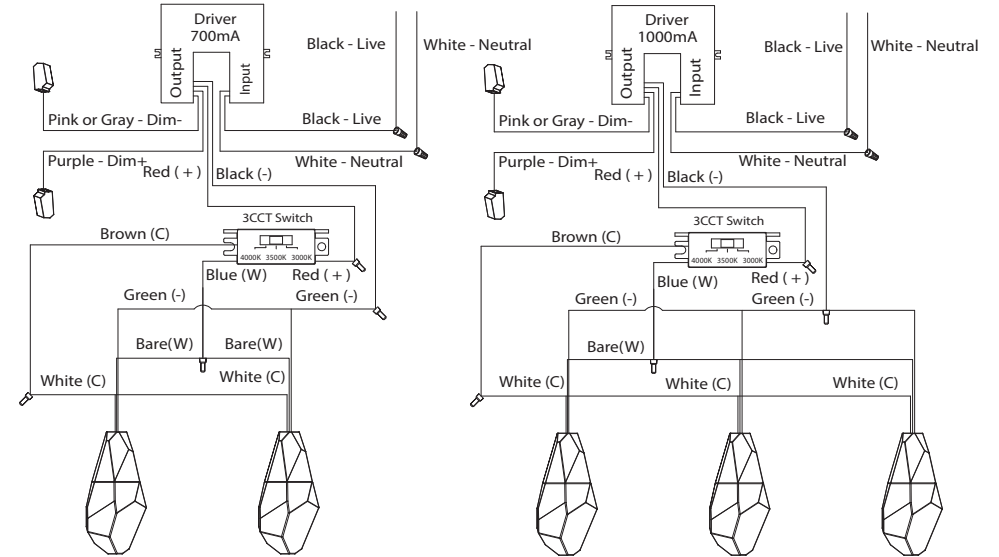 Driver
700mA
Output
Input
Black - Live
White - Neutral
Pink or Gray - Dim-
Black - Live
Purple - Dim+
White - Neutral
Red ( + )
Black (-)
3CCT Switch
Brown (C)
4000K 3500K 3000K
Blue (W)
Red ( + )
Green (-)
Green (-)
Bare(W)
Bare(W)
White (C)
White (C)
Driver
1000mA
Output
Input
Black - Live
White - Neutral
Pink or Gray - Dim-
Black - Live
Purple - Dim+
White - Neutral
Red ( + )
Black (-)
3CCT Switch
Brown (C)
4000K 3500K 3000K
Blue (W)
Red ( + )
Green (-)
Green (-)
Bare(W)
White (C)
White (C)
White (C)